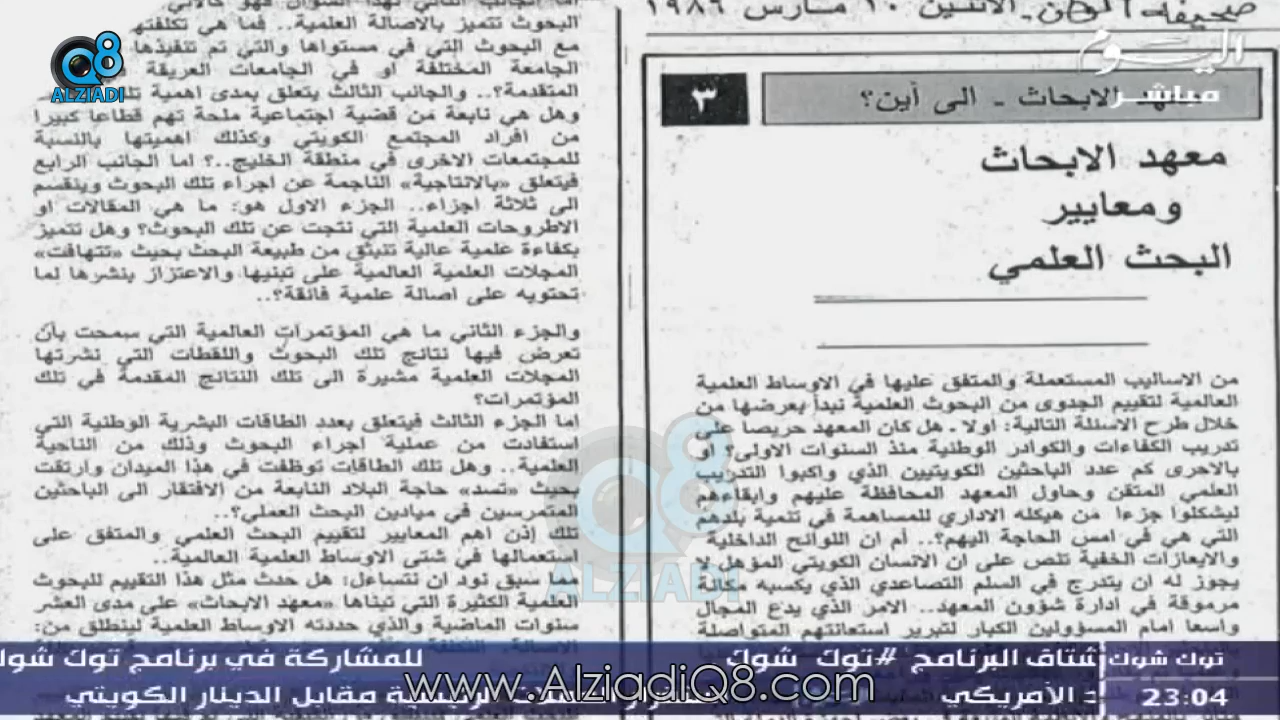 صحيفة الوطن - الاثنين ١٠ مارس ١٩٨٦
اليوم
مباشر
معهد الابحاث - الى أين؟
٣
معهد الابحاث
ومعايير
البحث العلمي
من الاساليب المستعملة والمتفق عليها في الاوساط العلمية
العالمية لتقييم الجدوى من البحوث العلمية نبدأ بعرضها من
خلال طرح الاسئلة التالية: اولا ـ هل كان المعهد حريصا على
تدريب الكفاءات والكوادر الوطنية منذ السنوات الاولى؟ او
بالاحرى كم عدد الباحثين الكويتيين الذي واكبوا التدريب
العلمي المتقن وحاول المعهد المحافظة عليهم وابقاءهم
ليشكلوا جزءا من هيكله الاداري للمساهمة في تنمية بلدهم
التي هي في امس الحاجة اليهم؟.. أم ان اللوائح الداخلية
والايعازات الخفية تلص على ان الانسان الكويتي المؤهل لا
يجوز له ان يتدرج في السلم التصاعدي الذي يكسبه مكانة
مرموقة في ادارة شؤون المعهد.. الامر الذي يدع المجال
واسعا امام المسؤولين الكبار لتبرير استعانتهم المتواصلة
البحوث تتميز بالاصالة العلمية.. فما هي تكلفتها
مع البحوث التي في مستواها والتي تم تنفيذها
الجامعة المختلفة او في الجامعات العريقة
المتقدمة؟.. والجانب الثالث يتعلق بمدى اهمية
وهل هي نابعة من قضية اجتماعية ملحة تهم قطاعا كبيرا
من افراد المجتمع الكويتي وكذلك اهميتها بالنسبة
للمجتمعات الاخرى في منطقة الخليج..؟ اما الجانب الرابع
فيتعلق «بالانتاجية» الناجمة عن اجراء تلك البحوث وينقسم
الى ثلاثة اجزاء.. الجزء الاول هو: ما هي المقالات او
الاطروحات العلمية التي نتجت عن تلك البحوث؟ وهل تتميز
بكفاءة علمية عالية تنبثق من طبيعة البحث بحيث «تتهافت»
المجلات العلمية العالمية على تبنيها والاعتزاز بنشرها لما
تحتويه على اصالة علمية فائقة؟..
والجزء الثاني ما هي المؤتمرات العالمية التي سمحت بأن
تعرض فيها نتائج تلك البحوث واللقطات التي نشرتها
المجلات العلمية مشيرة الى تلك النتائج المقدمة في تلك
المؤتمرات؟
اما الجزء الثالث فيتعلق بعدد الطاقات البشرية الوطنية التي
استفادت من عملية اجراء البحوث وذلك من الناحية
العلمية.. وهل تلك الطاقات توظفت في هذا الميدان وارتقت
بحيث «تسد» حاجة البلاد النابعة من الافتقار الى الباحثين
المتمرسين في ميادين البحث العملي؟..
تلك إذن اهم المعايير لتقييم البحث العلمي والمتفق على
استعمالها في شتى الاوساط العلمية العالمية..
مما سبق نود ان نتساءل: هل حدث مثل هذا التقييم للبحوث
العلمية الكثيرة التي تبناها «معهد الابحاث» على مدى العشر
سنوات الماضية والذي حددته الاوساط العلمية لينطلق من:
Q8
ALZIADI
Q8
ALZIADI
توك شوك
هشتاق البرنامج #توك_شوك
للمشاركة في برنامج توك شوك
23:04
الأمريكي
العملات الرئيسية مقابل الدينار الكويتي
www.AlziadiQ8.com